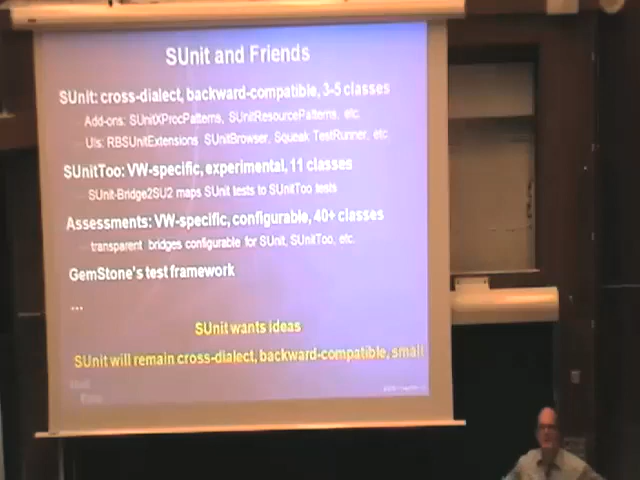 SUnit and Friends
SUnit: cross-dialect, backward-compatible, 3-5 classes
Add-ons: SUnitXProcPatterns, SUnitResourcePatterns, etc.
UIs: RBSUnitExtensions SUnitBrowser, Squeak TestRunner, etc
SUnitToo: VW-specific, experimental, 11 classes
SUnit-Bridge2SU2 maps SUnit tests to SUnitToo tests
Assessments: VW-specific, configurable, 40+ classes
transparent bridges configurable for SUnit, SUnitToo, etc.
GemStone's test framework
...
SUnit wants ideas
SUnit will remain cross-dialect, backward-compatible, small